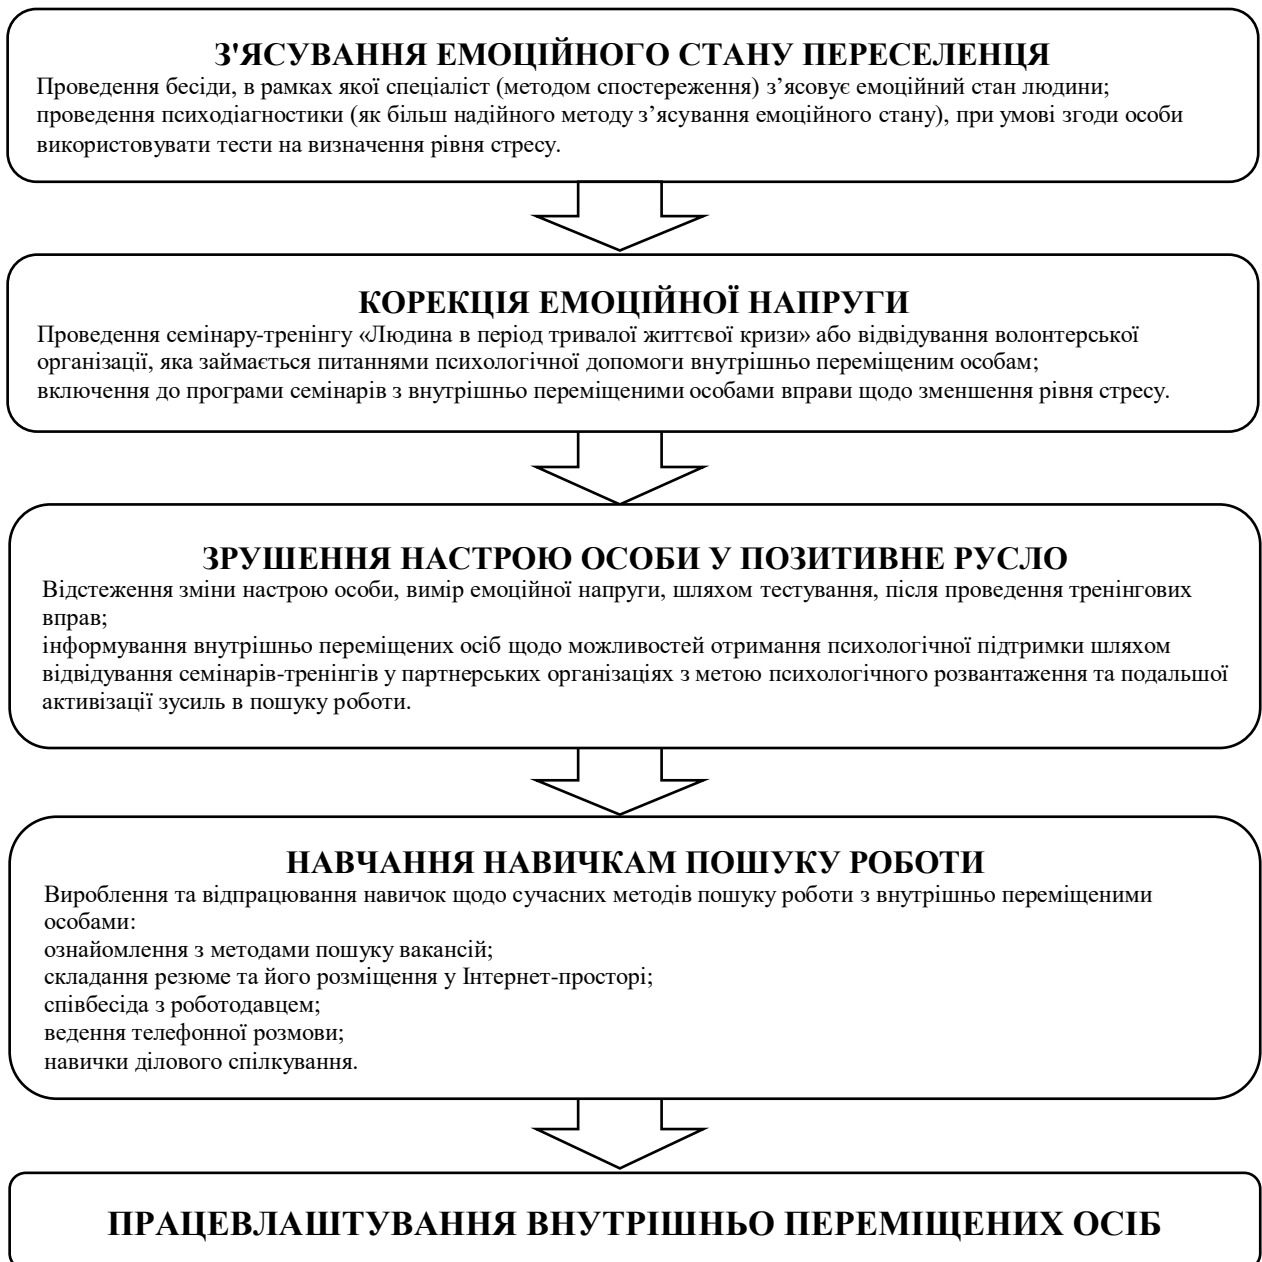 З'ЯСУВАННЯ ЕМОЦІЙНОГО СТАНУ ПЕРЕСЕЛЕНЦЯ
Проведення бесіди, в рамках якої спеціаліст (методом спостереження) з’ясовує емоційний стан людини;
проведення психодіагностики (як більш надійного методу з’ясування емоційного стану), при умові згоди особи
використовувати тести на визначення рівня стресу.
КОРЕКЦІЯ ЕМОЦІЙНОЇ НАПРУГИ
Проведення семінару-тренінгу «Людина в період тривалої життєвої кризи» або відвідування волонтерської
організації, яка займається питаннями психологічної допомоги внутрішньо переміщеним особам;
включення до програми семінарів з внутрішньо переміщеними особами вправи щодо зменшення рівня стресу.
ЗРУШЕННЯ НАСТРОЮ ОСОБИ У ПОЗИТИВНЕ РУСЛО
Відстеження зміни настрою особи, вимір емоційної напруги, шляхом тестування, після проведення тренінгових
вправ;
інформування внутрішньо переміщених осіб щодо можливостей отримання психологічної підтримки шляхом
відвідування семінарів-тренінгів у партнерських організаціях з метою психологічного розвантаження та подальшої
активізації зусиль в пошуку роботи.
НАВЧАННЯ НАВИЧКАМ ПОШУКУ РОБОТИ
Вироблення та відпрацювання навичок щодо сучасних методів пошуку роботи з внутрішньо переміщеними
особами:
ознайомлення з методами пошуку вакансій;
складання резюме та його розміщення у Інтернет-просторі;
співбесіда з роботодавцем;
ведення телефонної розмови;
навички ділового спілкування.
ПРАЦЕВЛАШТУВАННЯ ВНУТРІШНЬО ПЕРЕМІЩЕНИХ ОСІБ